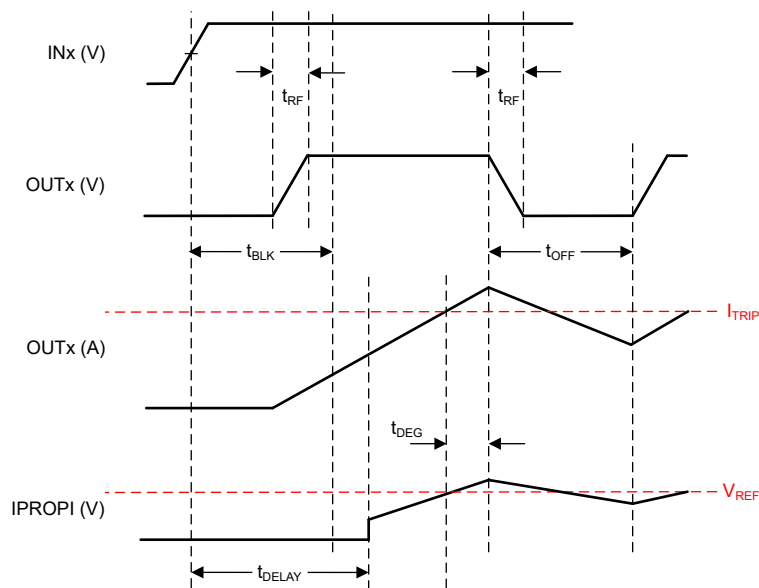 INx (V)
tRF
tRF
OUTx (V)
tBLK
tOFF
ITRIP
OUTx (A)
tDEG
VREF
IPROPI (V)
tDELAY